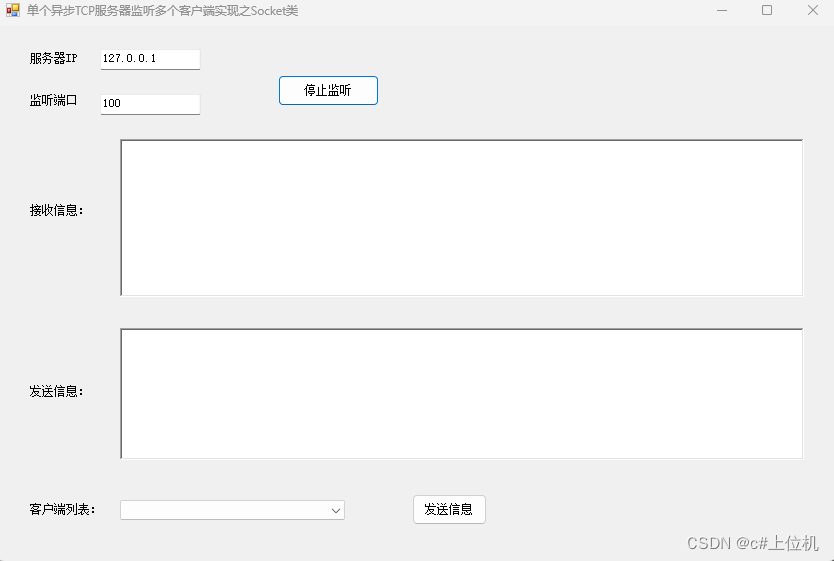 单个异步TCP服务器监听多个客户端实现之Socket类
服务器IP 127.0.0.1
停止监听
监听端口 100
接收信息：
发送信息：
客户端列表： 发送信息
CSDN @c#上位机